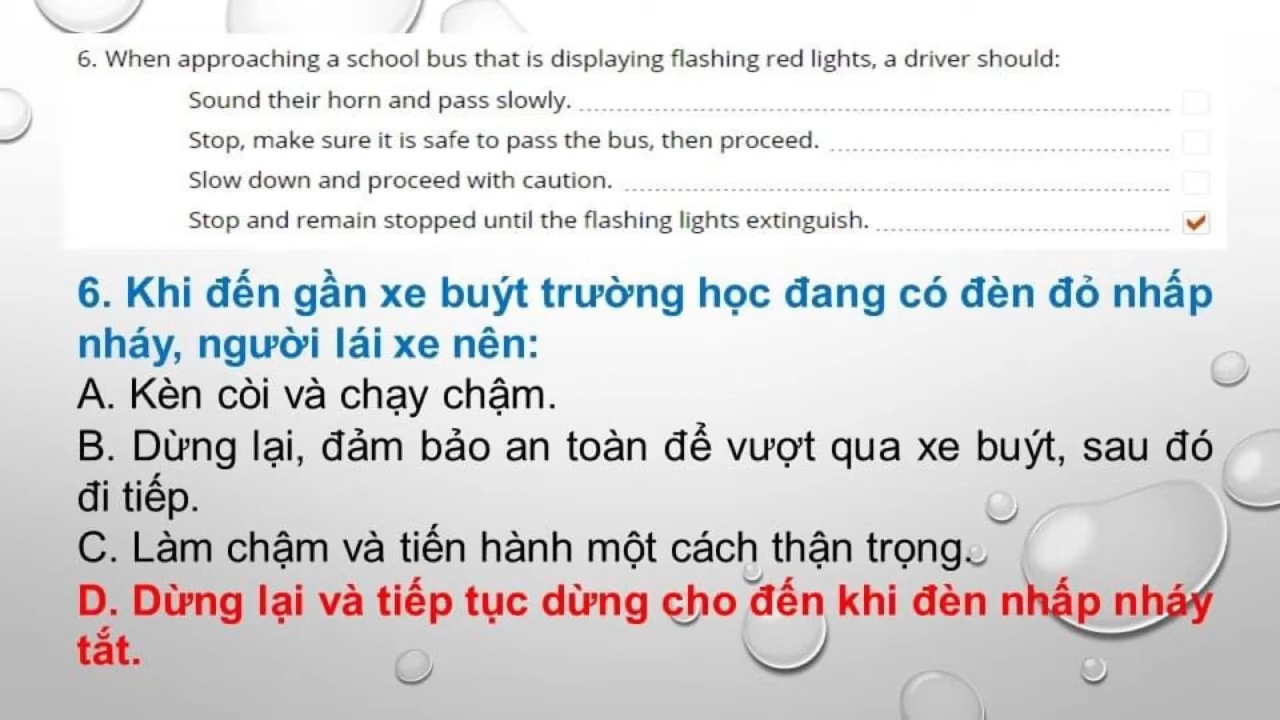 6. When approaching a school bus that is displaying flashing red lights, a driver should:
Sound their horn and pass slowly.
Stop, make sure it is safe to pass the bus, then proceed.
Slow down and proceed with caution.
Stop and remain stopped until the flashing lights extinguish.
6. Khi đến gần xe buýt trường học đang có đèn đỏ nhấp
nháy, người lái xe nên:
A. Kèn còi và chạy chậm.
B. Dừng lại, đảm bảo an toàn để vượt qua xe buýt, sau đó
đi tiếp.
C. Làm chậm và tiến hành một cách thận trọng.
D. Dừng lại và tiếp tục dừng cho đến khi đèn nhấp nháy
tắt.